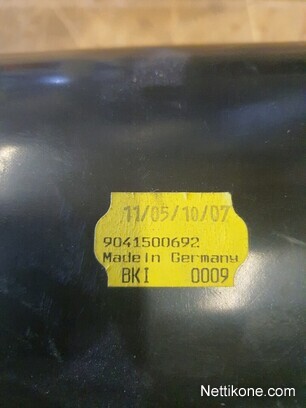 11/05/10/07
9041500692
Made in Germany
BKI 0009
Nettikone.com